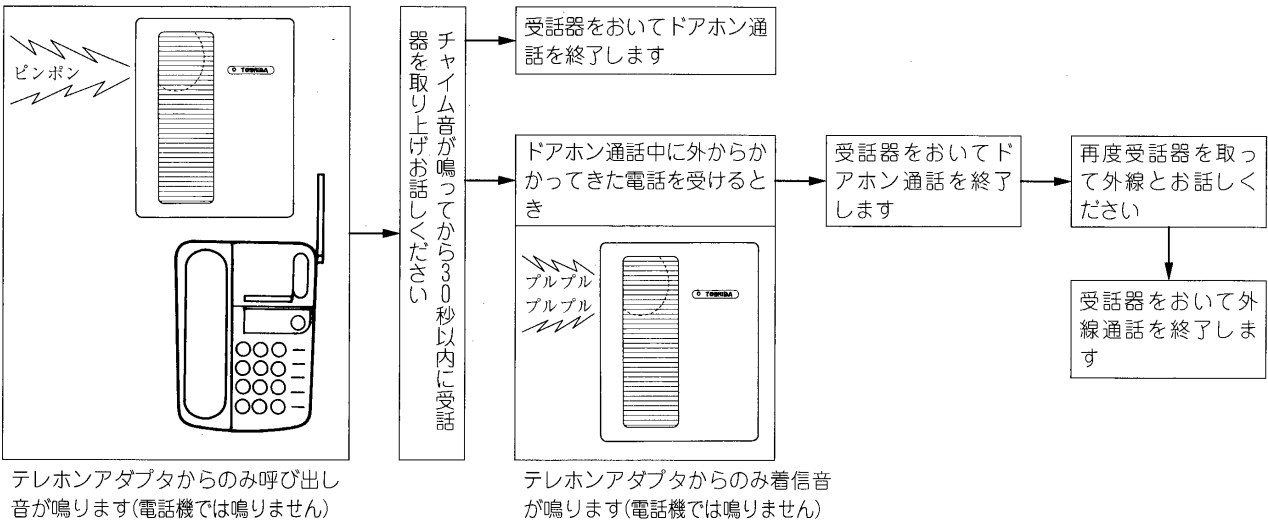 ピンポン
TOSHIBA
テレホンアダプタからのみ呼び出し
音が鳴ります(電話機では鳴りません)
チャイム音が鳴ってから30秒以内に受話
器を取り上げお話しください
受話器をおいてドアホン通
話を終了します
ドアホン通話中に外からか
かってきた電話を受けると
き
プルプル
プルプル
TOSHIBA
テレホンアダプタからのみ着信音
が鳴ります(電話機では鳴りません)
受話器をおいてド
アホン通話を終了
します
再度受話器を取っ
て外線とお話しく
ださい
受話器をおいて外
線通話を終了しま
す